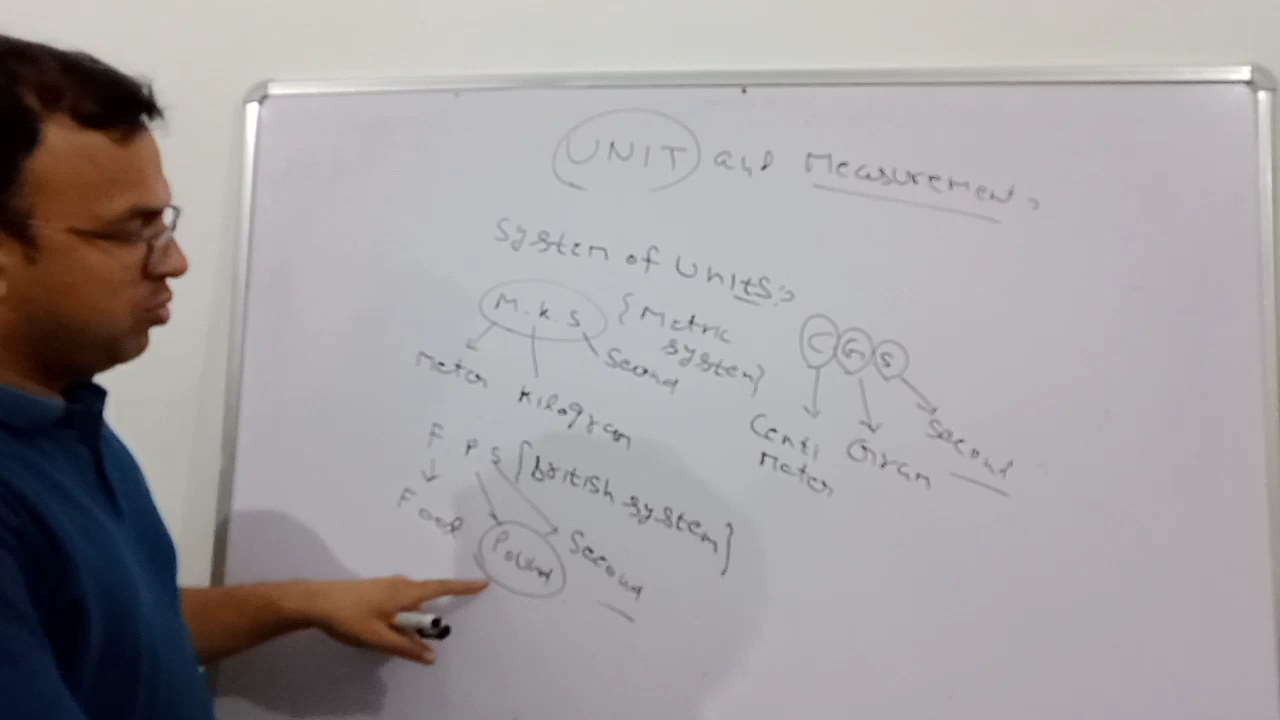 UNIT and Measurement
System of Units:
M.K.S {Metric system}
Meter Kilogram Second
C G S
Centi Meter Gram Second
F P S {British system}
Food Pound Second